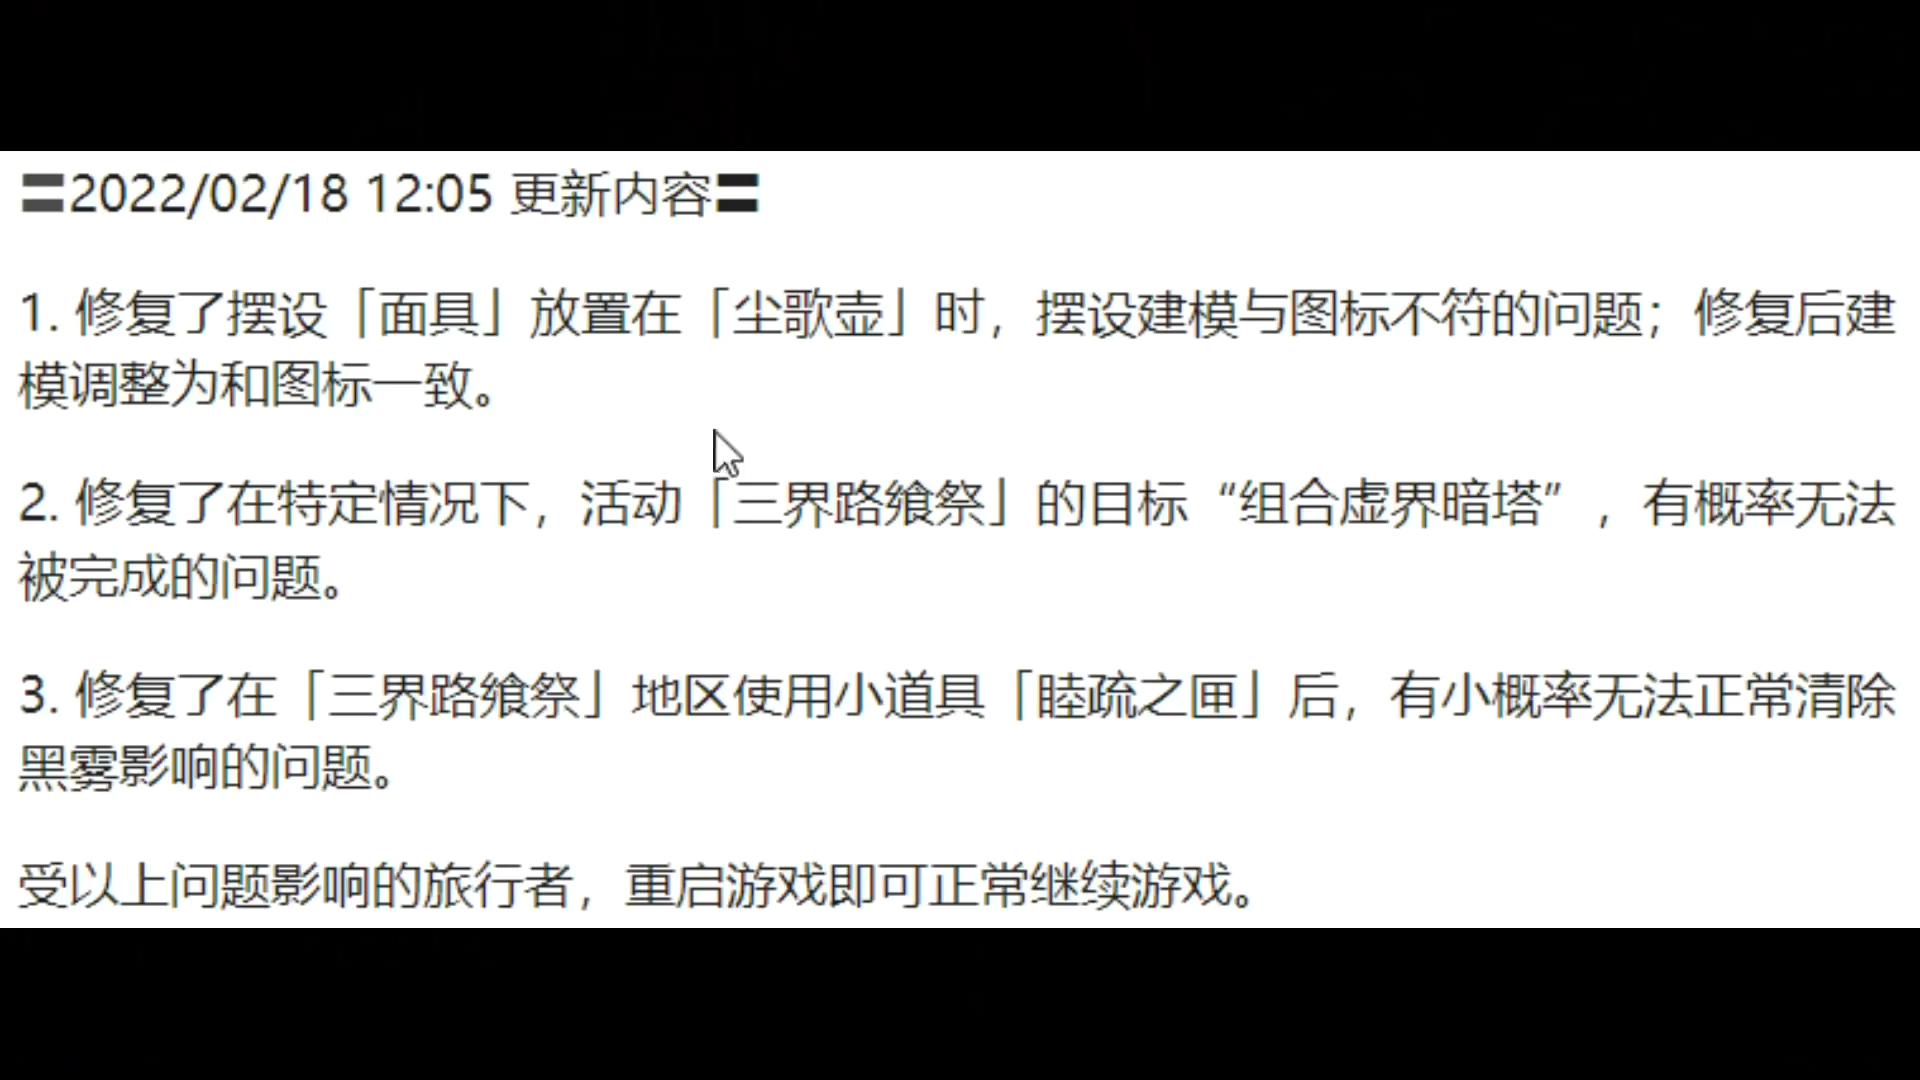 〓2022/02/18 12:05 更新内容〓
1. 修复了摆设「面具」放置在「尘歌壶」时，摆设建模与图标不符的问题；修复后建
模调整为和图标一致。
2. 修复了在特定情况下，活动「三界路飨祭」的目标“组合虚界暗塔”，有概率无法
被完成的问题。
3. 修复了在「三界路飨祭」地区使用小道具「睦疏之匣」后，有小概率无法正常清除
黑雾影响的问题。
受以上问题影响的旅行者，重启游戏即可正常继续游戏。